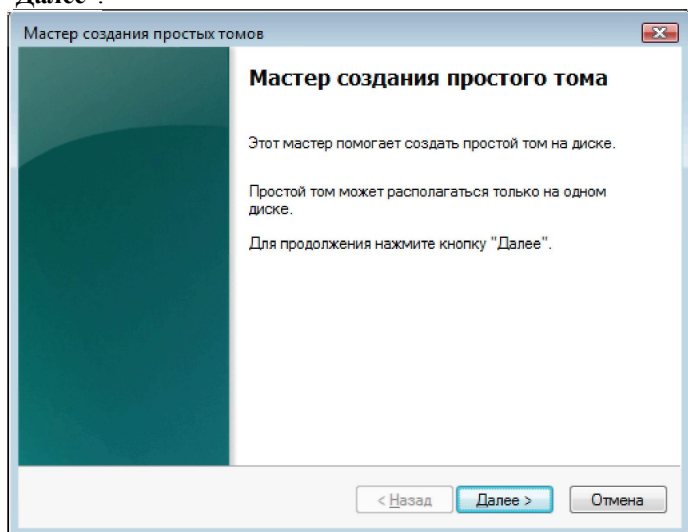 "Далее".
Мастер создания простых томов
Мастер создания простого тома
Этот мастер помогает создать простой том на диске.
Простой том может располагаться только на одном
диске.
Для продолжения нажмите кнопку "Далее".
< Назад
Далее >
Отмена